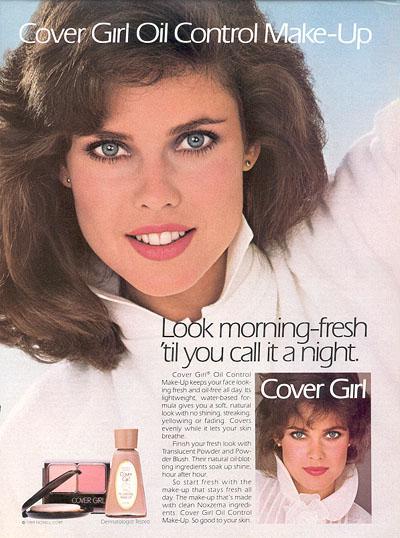 Cover Girl Oil Control Make-Up
Look morning-fresh
'til you call it a night.
Cover Girl® Oil Control
Make-Up keeps your face look-
ing fresh and oil-free all day. Its
lightweight, water-based for-
mula gives you a soft, natural
look with no shining, streaking,
yellowing or fading. Covers
evenly while it lets your skin
breathe.
Finish your fresh look with
Translucent Powder and Pow-
der Blush. Their natural oil-blot-
ting ingredients soak up shine,
hour after hour.
So start fresh with the
make-up that stays fresh all
day. The make-up that's made
with clean Noxzema ingredi-
ents. Cover Girl Oil Control
Make-Up. So good to your skin.
Cover Girl
COVER GIRL
COVER
GIRL
NOXELL CORP.
Dermatologist Tested